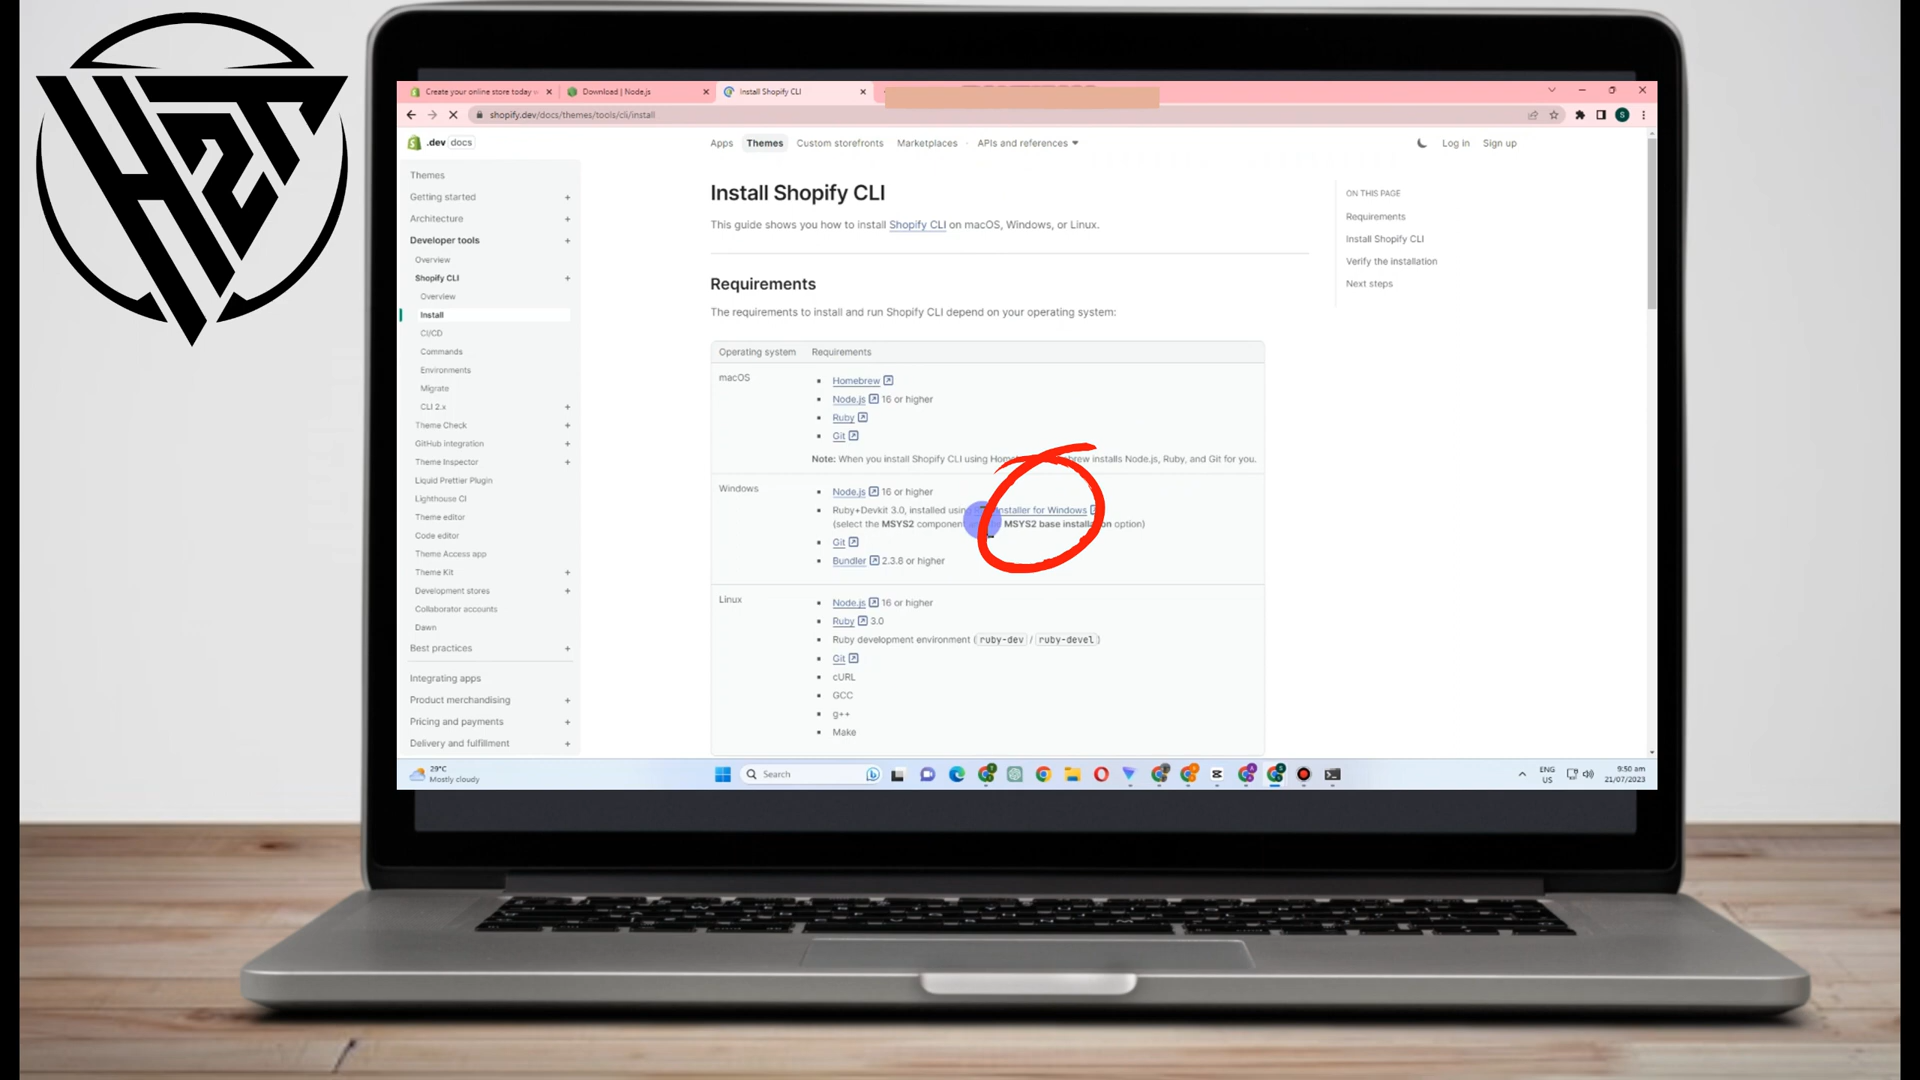 H2T
Create your online store today
Download | Node.js
Install Shopify CLI
shopify.dev/docs/themes/tools/cli/install
S
.dev docs
Apps
Themes
Custom storefronts
Marketplaces
APIs and references
Log in
Sign up
Themes
Getting started
Architecture
Developer tools
Overview
Shopify CLI
Overview
Install
CI/CD
Commands
Environments
Migrate
CLI 2.x
Theme Check
GitHub integration
Theme Inspector
Liquid Prettier Plugin
Lighthouse CI
Theme editor
Code editor
Theme Access app
Theme Kit
Development stores
Collaborator accounts
Dawn
Best practices
Integrating apps
Product merchandising
Pricing and payments
Delivery and fulfillment
Install Shopify CLI
This guide shows you how to install Shopify CLI on macOS, Windows, or Linux.
Requirements
The requirements to install and run Shopify CLI depend on your operating system:
Operating system Requirements
macOS
Homebrew
Node.js 16 or higher
Ruby
Git
Note: When you install Shopify CLI using installs Node.js, Ruby, and Git for you.
Windows
Node.js 16 or higher
Ruby+Devkit 3.0, installed using for Windows
(select the MSYS2 component MSYS2 base installation option)
Git
Bundler 2.3.8 or higher
Linux
Node.js 16 or higher
Ruby 3.0
Ruby development environment (ruby-dev / ruby-devel)
Git
cURL
GCC
g++
Make
ON THIS PAGE
Requirements
Install Shopify CLI
Verify the installation
Next steps
29°C
Mostly cloudy
Search
ENG
US
9:50 am
21/07/2023